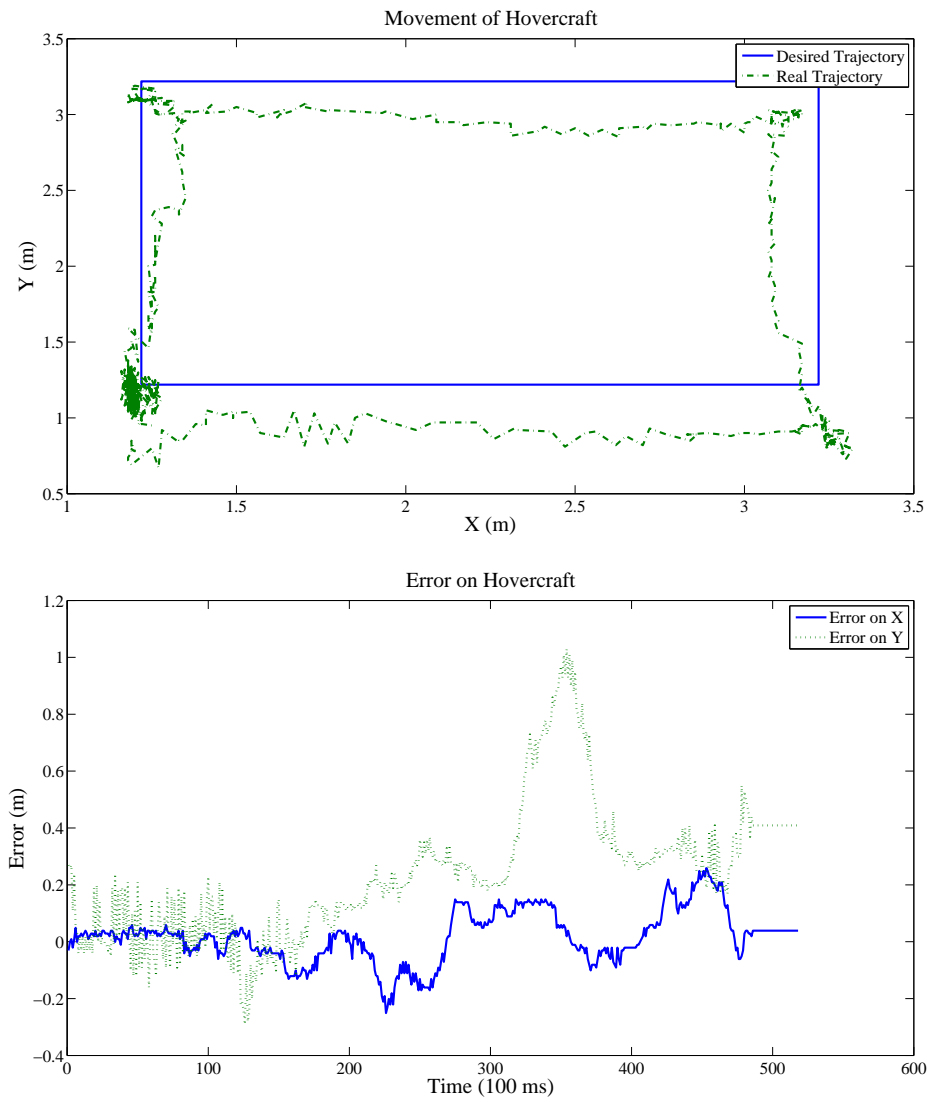 Movement of Hovercraft
3.5
3
2.5
2
1.5
1
0.5
Y (m)
Desired Trajectory
Real Trajectory
1
1.5
2
2.5
3
3.5
X (m)
Error on Hovercraft
1.2
1
0.8
0.6
0.4
0.2
0
−0.2
−0.4
Error (m)
Error on X
Error on Y
0
100
200
300
400
500
600
Time (100 ms)